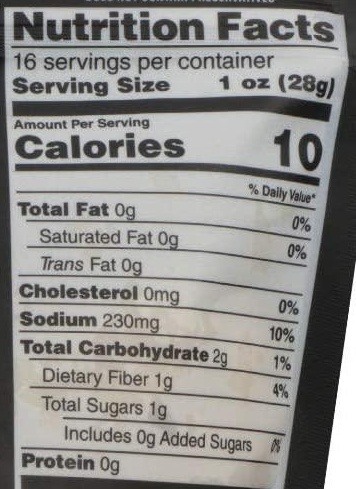 Nutrition Facts
16 servings per container
Serving Size 1 oz (28g)
Amount Per Serving
Calories 10
% Daily Value*
Total Fat 0g 0%
Saturated Fat 0g 0%
Trans Fat 0g
Cholesterol 0mg 0%
Sodium 230mg 10%
Total Carbohydrate 2g 1%
Dietary Fiber 1g 4%
Total Sugars 1g
Includes 0g Added Sugars 0%
Protein 0g